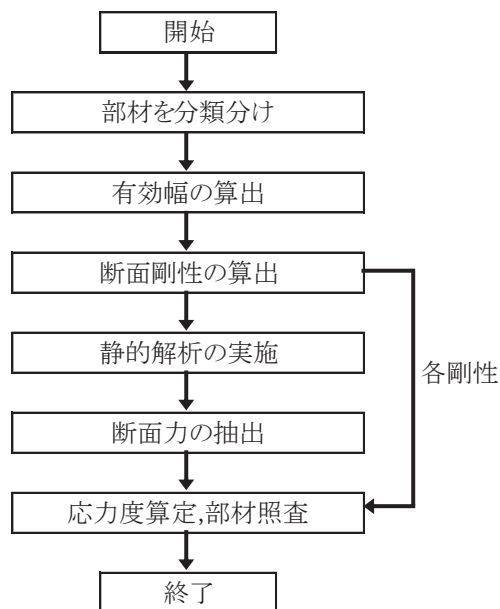 開始
部材を分類分け
有効幅の算出
断面剛性の算出
静的解析の実施
各剛性
断面力の抽出
応力度算定,部材照査
終了